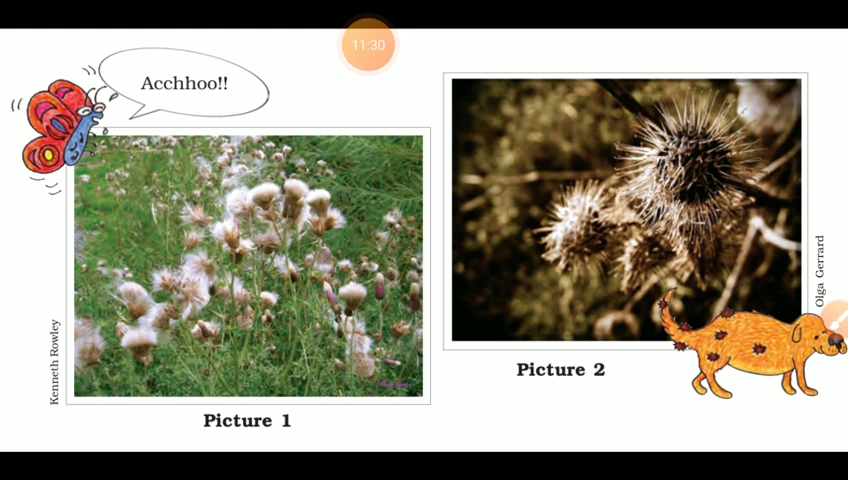 11:30
Acchhoo!!
Kenneth Rowley
Picture 1
Olga Gerrard
Picture 2